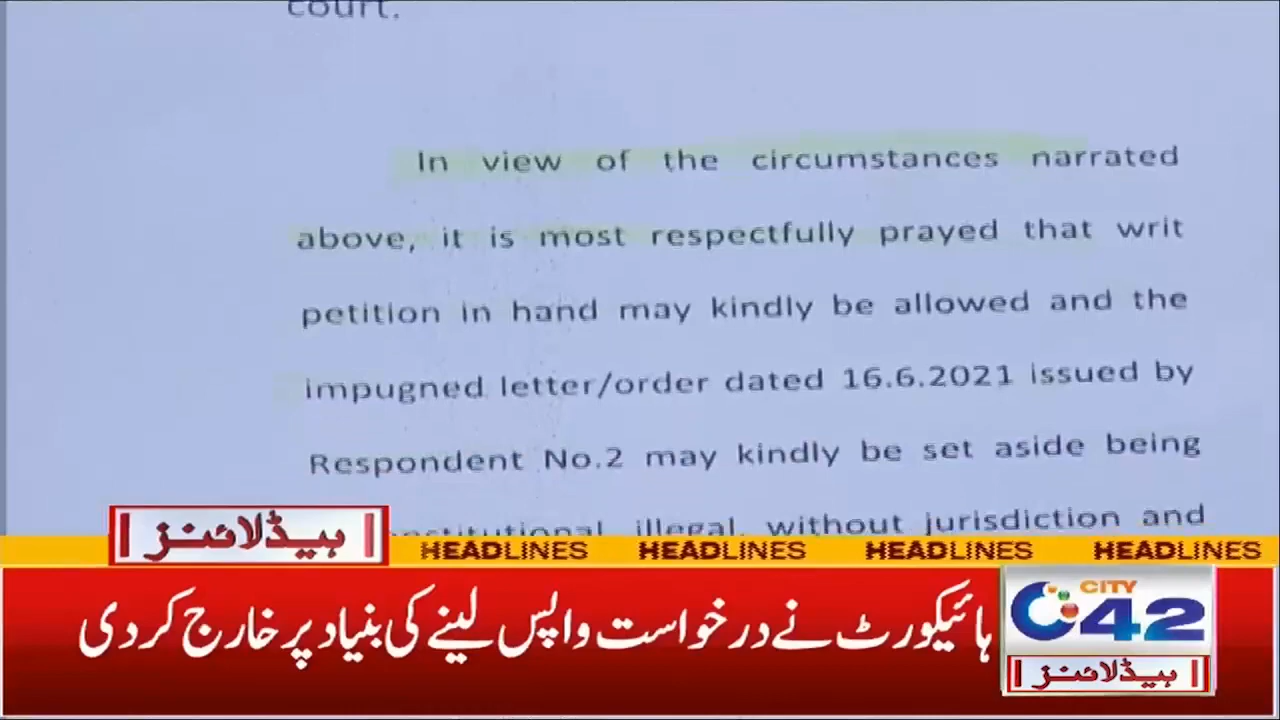 court.
In view of the circumstances narrated
above, it is most respectfully prayed that writ
petition in hand may kindly be allowed and the
impugned letter/order dated 16.6.2021 issued by
Respondent No.2 may kindly be set aside being
illegal, without jurisdiction and
ہیڈلائنز
HEADLINES HEADLINES HEADLINES HEADLINES
ہائیکورٹ نے درخواست واپس لینے کی بنیاد پر خارج کر دی
CITY
42
ہیڈلائنز